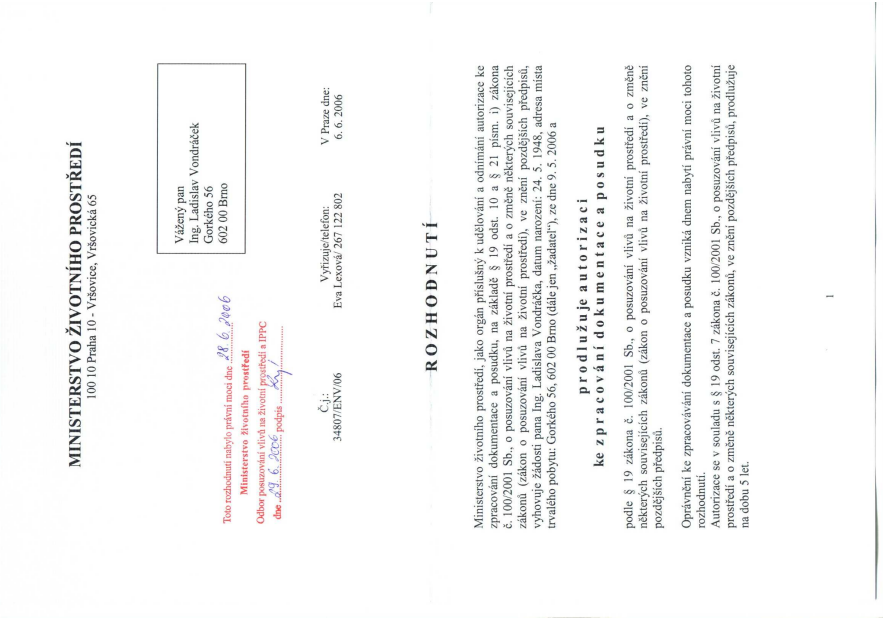 MINISTERSTVO ŽIVOTNÍHO PROSTŘEDÍ
100 10 Praha 10 - Vršovice, Vršovická 65
Vážený pan
Ing. Ladislav Vondráček
Gorkého 56
602 00 Brno
Toto rozhodnutí nabylo právní moci dne 28.6.2006
Ministerstvo životního prostředí
Odbor posuzování vlivů na životní prostředí a IPPC
dne 29.6.2006 podpis
Č.j.:
34807/ENV/06
Vyřizuje/telefon:
Eva Lexová/ 267 122 802
V Praze dne:
6. 6. 2006
ROZHODNUTÍ
Ministerstvo životního prostředí, jako orgán příslušný k udělování a odnímání autorizace ke
zpracování dokumentace a posudku, na základě § 19 odst. 10 a § 21 písm. i) zákona
č. 100/2001 Sb., o posuzování vlivů na životní prostředí a o změně některých souvisejících
zákonů (zákon o posuzování vlivů na životní prostředí), ve znění pozdějších předpisů,
vyhovuje žádosti pana Ing. Ladislava Vondráčka, datum narození: 24. 5. 1948, adresa místa
trvalého pobytu: Gorkého 56, 602 00 Brno (dále jen „žadatel“), ze dne 9. 5. 2006 a
prodlužuje autorizaci
ke zpracování dokumentace a posudku
podle § 19 zákona č. 100/2001 Sb., o posuzování vlivů na životní prostředí a o změně
některých souvisejících zákonů (zákon o posuzování vlivů na životní prostředí), ve znění
pozdějších předpisů.
Oprávnění ke zpracovávání dokumentace a posudku vzniká dnem nabytí právní moci tohoto
rozhodnutí.
Autorizace se v souladu s § 19 odst. 7 zákona č. 100/2001 Sb., o posuzování vlivů na životní
prostředí a o změně některých souvisejících zákonů, ve znění pozdějších předpisů, prodlužuje
na dobu 5 let.
1